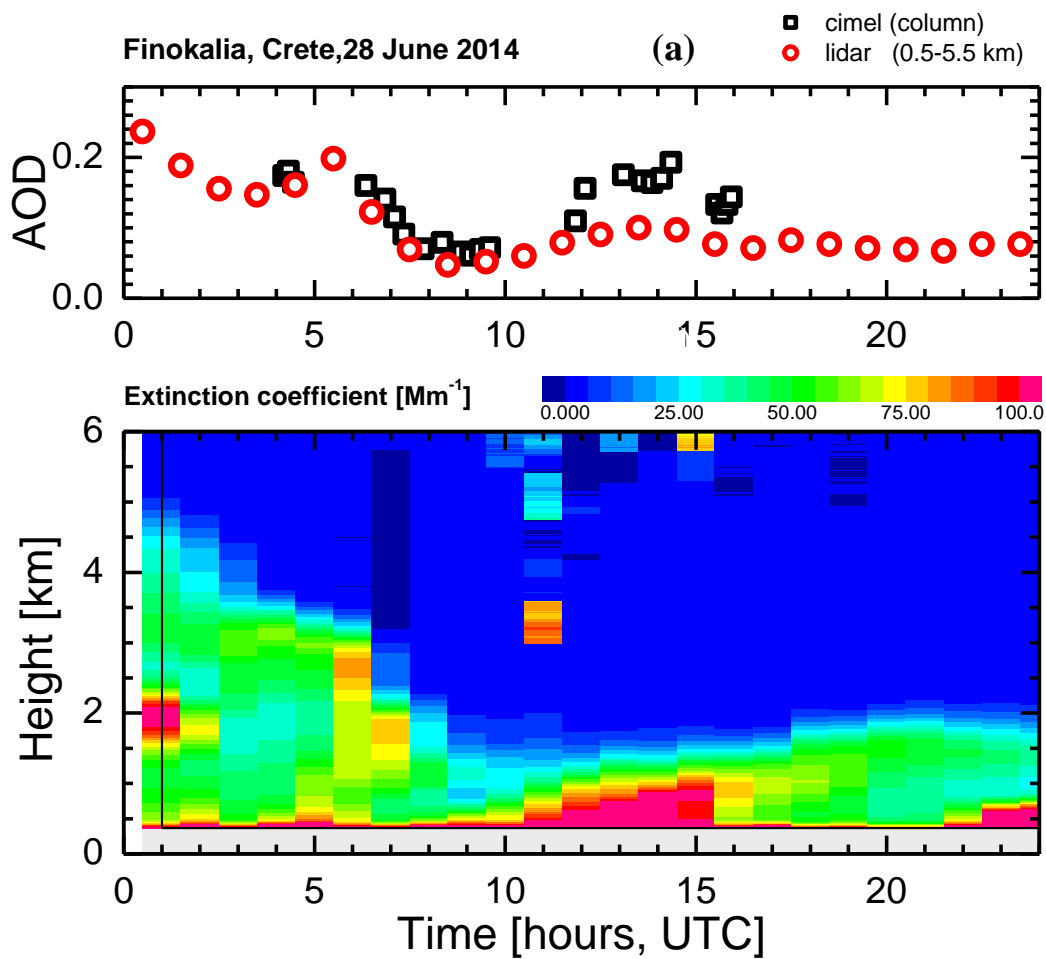 Finokalia, Crete,28 June 2014
(a)
cimel (column)
lidar (0.5-5.5 km)
AOD
0.2
0.0
0 5 10 15 20
Extinction coefficient [Mm-1]
0.000 25.00 50.00 75.00 100.0
Height [km]
6
4
2
0
0 5 10 15 20
Time [hours, UTC]